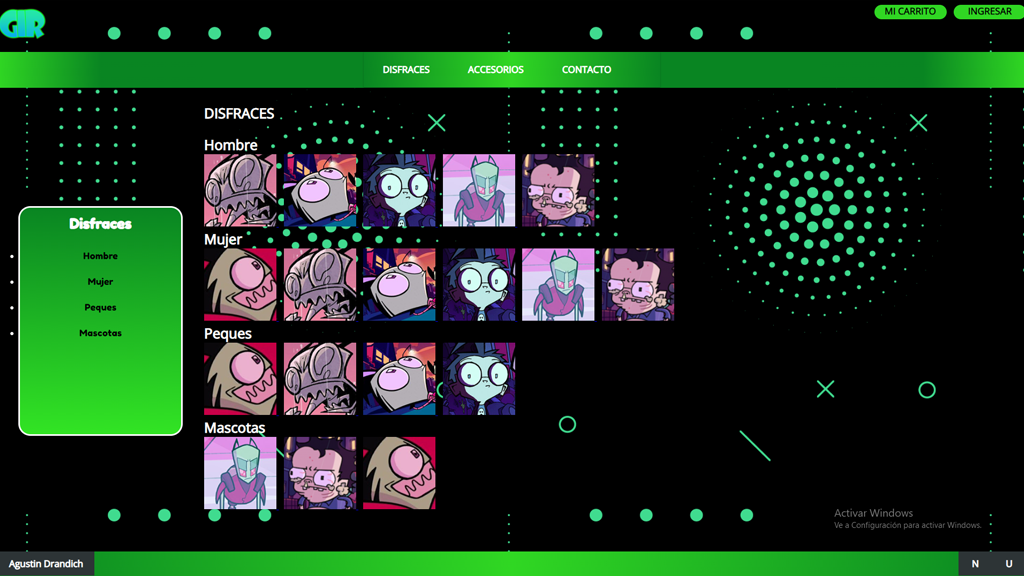 GIR
MI CARRITO
INGRESAR
DISFRACES
ACCESORIOS
CONTACTO
DISFRACES
Hombre
Mujer
Disfraces
Hombre
Mujer
Peques
Mascotas
Peques
Mascotas
Activar Windows
Ve a Configuración para activar Windows.
Agustin Drandich
N
U